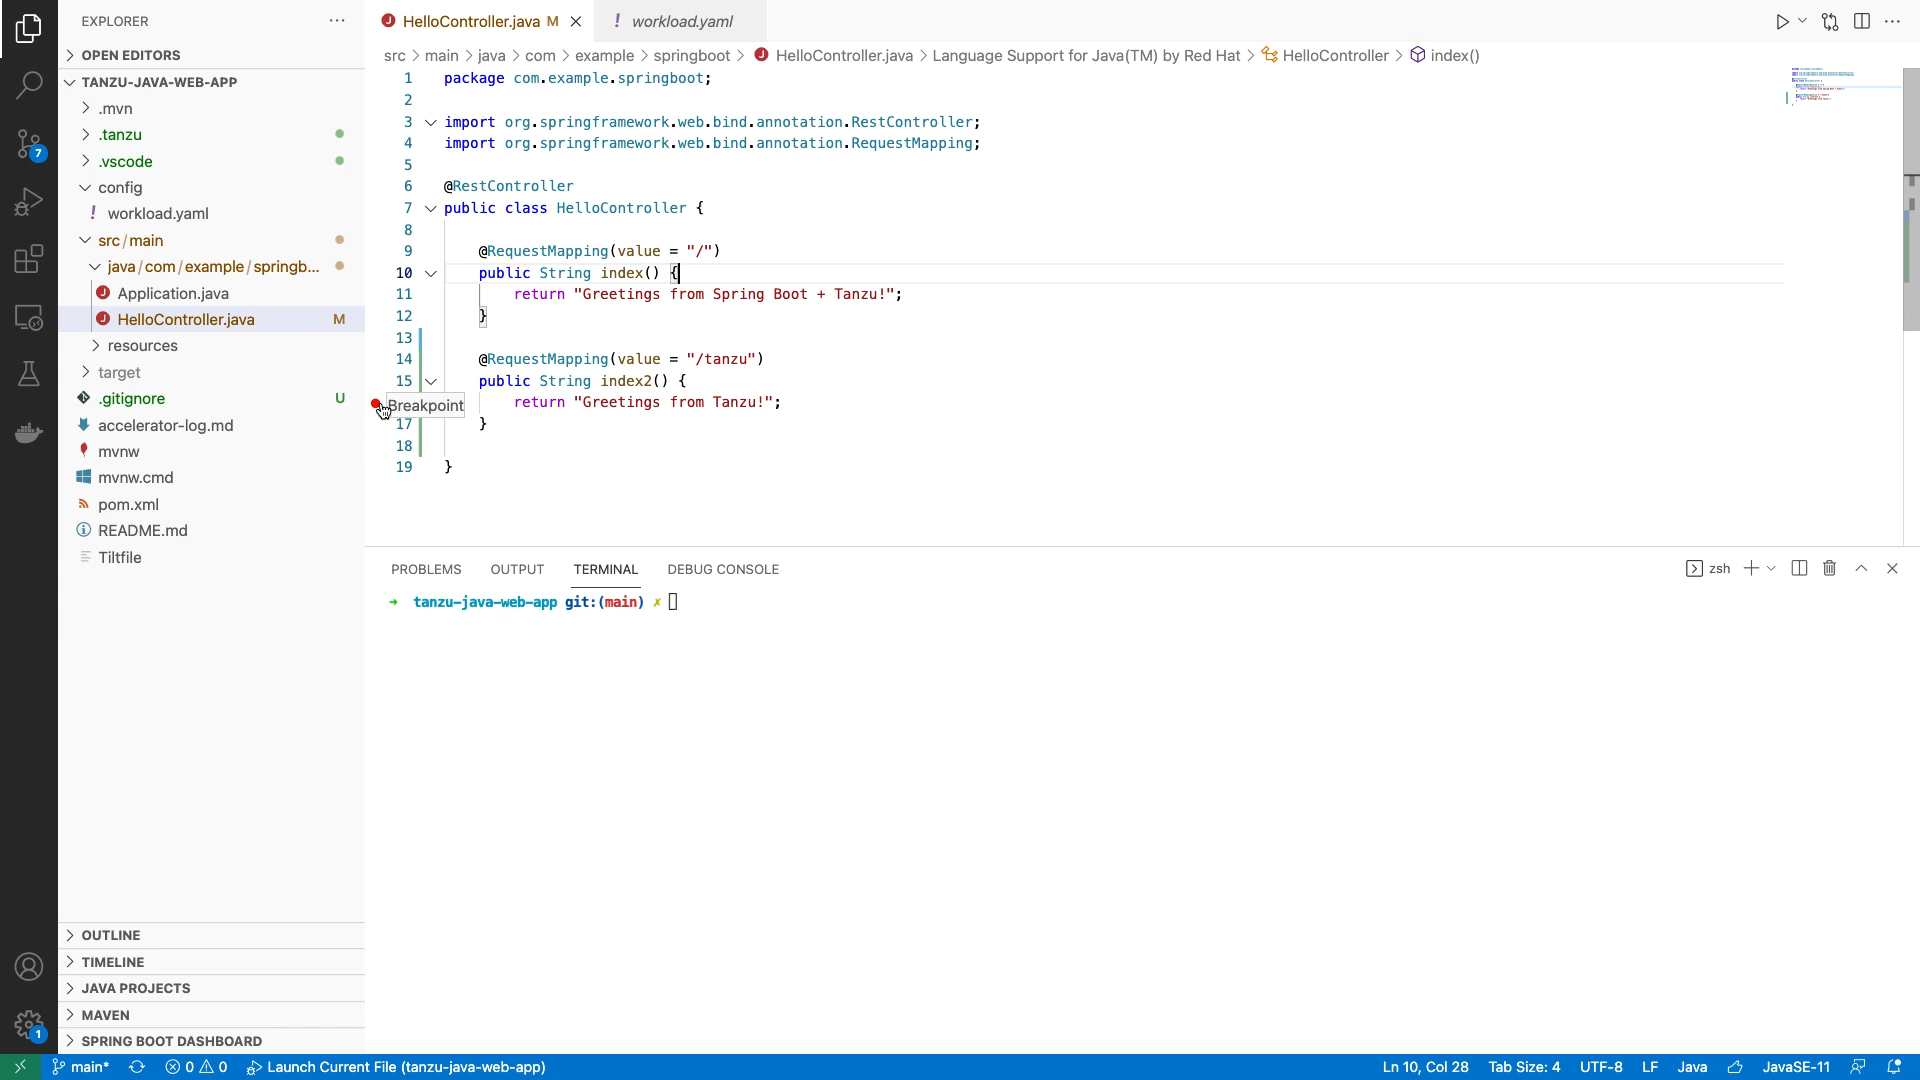 EXPLORER
OPEN EDITORS
TANZU-JAVA-WEB-APP
.mvn
.tanzu
.vscode
config
! workload.yaml
src / main
java / com / example / springb...
Application.java
HelloController.java M
resources
target
.gitignore U
accelerator-log.md
mvnw
mvnw.cmd
pom.xml
README.md
Tiltfile
OUTLINE
TIMELINE
JAVA PROJECTS
MAVEN
SPRING BOOT DASHBOARD
7
1
HelloController.java M
! workload.yaml
src > main > java > com > example > springboot > HelloController.java > Language Support for Java(TM) by Red Hat > HelloController > index()
1 package com.example.springboot;
2
3 import org.springframework.web.bind.annotation.RestController;
4 import org.springframework.web.bind.annotation.RequestMapping;
5
6 @RestController
7 public class HelloController {
8
9 @RequestMapping(value = "/")
10 public String index() {
11 return "Greetings from Spring Boot + Tanzu!";
12 }
13
14 @RequestMapping(value = "/tanzu")
15 public String index2() {
Breakpoint return "Greetings from Tanzu!";
17 }
18
19 }
PROBLEMS OUTPUT TERMINAL DEBUG CONSOLE zsh
→ tanzu-java-web-app git:(main) ✗
main* 0 0 Launch Current File (tanzu-java-web-app) Ln 10, Col 28 Tab Size: 4 UTF-8 LF Java JavaSE-11